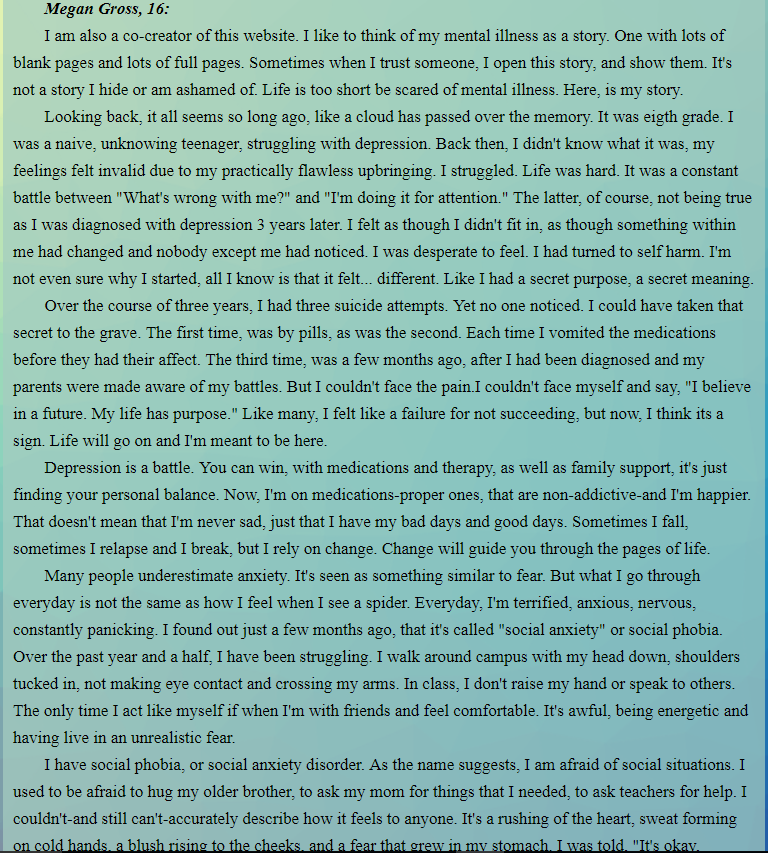 Megan Gross, 16:
I am also a co-creator of this website. I like to think of my mental illness as a story. One with lots of
blank pages and lots of full pages. Sometimes when I trust someone, I open this story, and show them. It's
not a story I hide or am ashamed of. Life is too short be scared of mental illness. Here, is my story.
Looking back, it all seems so long ago, like a cloud has passed over the memory. It was eigth grade. I
was a naive, unknowing teenager, struggling with depression. Back then, I didn't know what it was, my
feelings felt invalid due to my practically flawless upbringing. I struggled. Life was hard. It was a constant
battle between "What's wrong with me?" and "I'm doing it for attention." The latter, of course, not being true
as I was diagnosed with depression 3 years later. I felt as though I didn't fit in, as though something within
me had changed and nobody except me had noticed. I was desperate to feel. I had turned to self harm. I'm
not even sure why I started, all I know is that it felt... different. Like I had a secret purpose, a secret meaning.
Over the course of three years, I had three suicide attempts. Yet no one noticed. I could have taken that
secret to the grave. The first time, was by pills, as was the second. Each time I vomited the medications
before they had their affect. The third time, was a few months ago, after I had been diagnosed and my
parents were made aware of my battles. But I couldn't face the pain.I couldn't face myself and say, "I believe
in a future. My life has purpose." Like many, I felt like a failure for not succeeding, but now, I think its a
sign. Life will go on and I'm meant to be here.
Depression is a battle. You can win, with medications and therapy, as well as family support, it's just
finding your personal balance. Now, I'm on medications-proper ones, that are non-addictive-and I'm happier.
That doesn't mean that I'm never sad, just that I have my bad days and good days. Sometimes I fall,
sometimes I relapse and I break, but I rely on change. Change will guide you through the pages of life.
Many people underestimate anxiety. It's seen as something similar to fear. But what I go through
everyday is not the same as how I feel when I see a spider. Everyday, I'm terrified, anxious, nervous,
constantly panicking. I found out just a few months ago, that it's called "social anxiety" or social phobia.
Over the past year and a half, I have been struggling. I walk around campus with my head down, shoulders
tucked in, not making eye contact and crossing my arms. In class, I don't raise my hand or speak to others.
The only time I act like myself if when I'm with friends and feel comfortable. It's awful, being energetic and
having live in an unrealistic fear.
I have social phobia, or social anxiety disorder. As the name suggests, I am afraid of social situations. I
used to be afraid to hug my older brother, to ask my mom for things that I needed, to ask teachers for help. I
couldn't-and still can't-accurately describe how it feels to anyone. It's a rushing of the heart, sweat forming
on cold hands, a blush rising to the cheeks, and a fear that grew in my stomach. I was told, "It's okay,